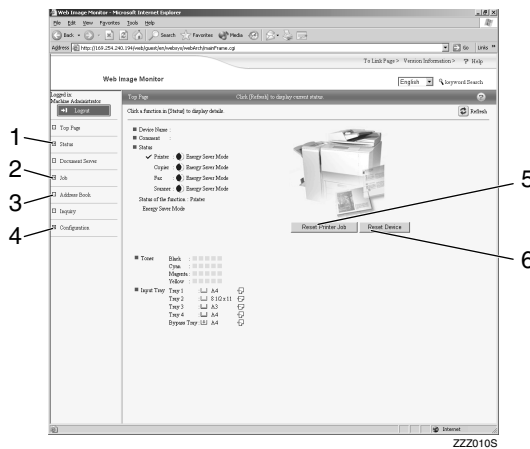 Web Image Monitor - Microsoft Internet Explorer
File Edit View Favorites Tools Help
Back Search Favorites Media
Address http://169.254.240.194/web/guest/en/websys/webArch/mainFrame.cgi Go Links
To Link Page> Version Information> ? Help
Web Image Monitor
English keyword Search
Logged in:
Machine Administrator
Logout
Top Page Click [Refresh] to display current status
Click a function in [Status] to display details. Refresh
Top Page
Status
Document Server
Job
Address Book
Inquiry
Configuration
1
2
3
4
Device Name :
Comment :
Status
Printer : Energy Saver Mode
Copier : Energy Saver Mode
Fax : Energy Saver Mode
Scanner : Energy Saver Mode
Status of the function : Printer
Energy Saver Mode
Reset Printer Job Reset Device
5
6
Toner Black :
Cyan :
Magenta :
Yellow :
Input Tray Tray 1 : A4
Tray 2 : 8 1/2 x 11
Tray 3 : A3
Tray 4 : A4
Bypass Tray : A4
Internet
ZZZ010S